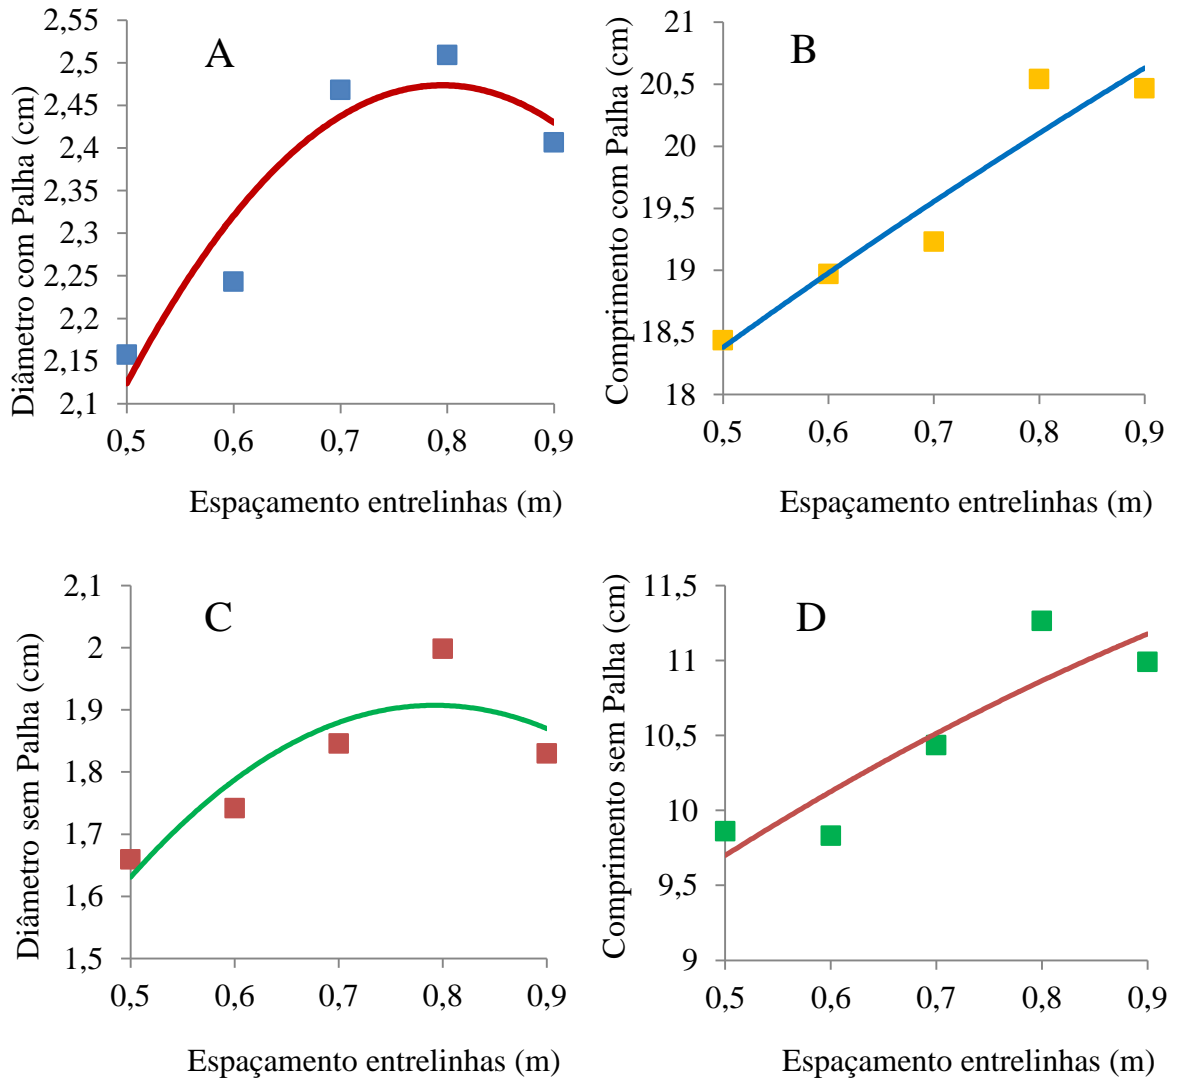 A
Diâmetro com Palha (cm)
2,55
2,5
2,45
2,4
2,35
2,3
2,25
2,2
2,15
2,1
0,5 0,6 0,7 0,8 0,9
Espaçamento entrelinhas (m)
B
Comprimento com Palha (cm)
21
20,5
20
19,5
19
18,5
18
0,5 0,6 0,7 0,8 0,9
Espaçamento entrelinhas (m)
C
Diâmetro sem Palha (cm)
2,1
2
1,9
1,8
1,7
1,6
1,5
0,5 0,6 0,7 0,8 0,9
Espaçamento entrelinhas (m)
D
Comprimento sem Palha (cm)
11,5
11
10,5
10
9,5
9
0,5 0,6 0,7 0,8 0,9
Espaçamento entrelinhas (m)